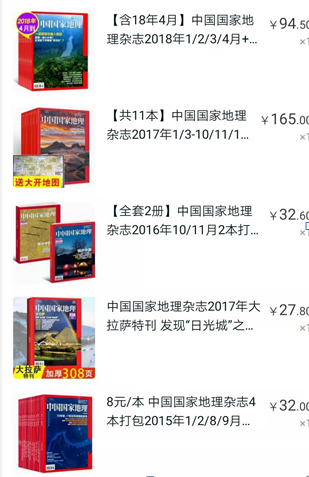 2018年
4月到
中国国家地理
【含18年4月】中国国家地
理杂志2018年1/2/3/4月+...
￥94.50
×1
中国国家地理
送大开地图
【共11本】中国国家地理
杂志2017年1/3-10/11/1...
￥165.00
×1
中国国家地理
【全套2册】中国国家地理
杂志2016年10/11月2本打...
￥32.60
×1
中国国家地理
大拉萨
特刊
加厚308页
中国国家地理杂志2017年大
拉萨特刊 发现“日光城”之...
￥27.80
×1
中国国家地理
8元/本 中国国家地理杂志4
本打包2015年1/2/8/9月...
￥32.00
×1